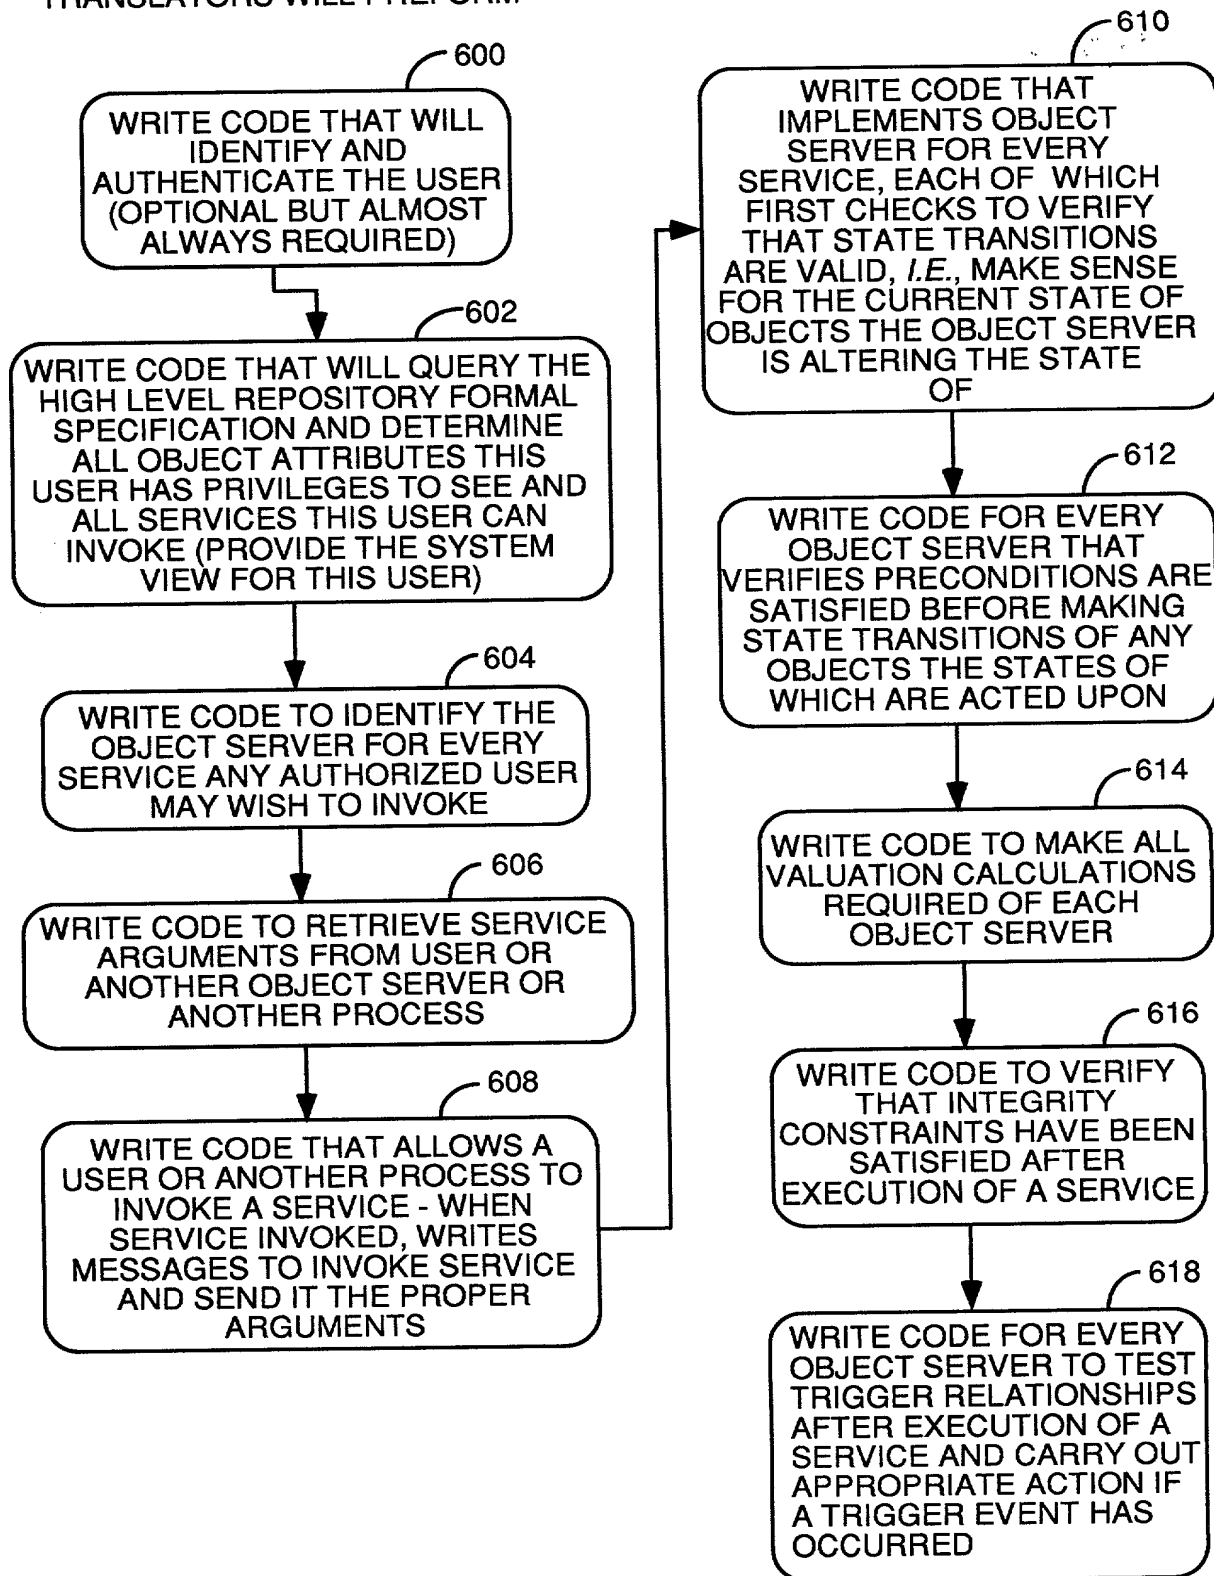 TRANSLATORS WILL PREFORM
600
WRITE CODE THAT WILL
IDENTIFY AND
AUTHENTICATE THE USER
(OPTIONAL BUT ALMOST
ALWAYS REQUIRED)
602
WRITE CODE THAT WILL QUERY THE
HIGH LEVEL REPOSITORY FORMAL
SPECIFICATION AND DETERMINE
ALL OBJECT ATTRIBUTES THIS
USER HAS PRIVILEGES TO SEE AND
ALL SERVICES THIS USER CAN
INVOKE (PROVIDE THE SYSTEM
VIEW FOR THIS USER)
604
WRITE CODE TO IDENTIFY THE
OBJECT SERVER FOR EVERY
SERVICE ANY AUTHORIZED USER
MAY WISH TO INVOKE
606
WRITE CODE TO RETRIEVE SERVICE
ARGUMENTS FROM USER OR
ANOTHER OBJECT SERVER OR
ANOTHER PROCESS
608
WRITE CODE THAT ALLOWS A
USER OR ANOTHER PROCESS TO
INVOKE A SERVICE - WHEN
SERVICE INVOKED, WRITES
MESSAGES TO INVOKE SERVICE
AND SEND IT THE PROPER
ARGUMENTS
610
WRITE CODE THAT
IMPLEMENTS OBJECT
SERVER FOR EVERY
SERVICE, EACH OF WHICH
FIRST CHECKS TO VERIFY
THAT STATE TRANSITIONS
ARE VALID, I.E., MAKE SENSE
FOR THE CURRENT STATE OF
OBJECTS THE OBJECT SERVER
IS ALTERING THE STATE
OF
612
WRITE CODE FOR EVERY
OBJECT SERVER THAT
VERIFIES PRECONDITIONS ARE
SATISFIED BEFORE MAKING
STATE TRANSITIONS OF ANY
OBJECTS THE STATES OF
WHICH ARE ACTED UPON
614
WRITE CODE TO MAKE ALL
VALUATION CALCULATIONS
REQUIRED OF EACH
OBJECT SERVER
616
WRITE CODE TO VERIFY
THAT INTEGRITY
CONSTRAINTS HAVE BEEN
SATISFIED AFTER
EXECUTION OF A SERVICE
618
WRITE CODE FOR EVERY
OBJECT SERVER TO TEST
TRIGGER RELATIONSHIPS
AFTER EXECUTION OF A
SERVICE AND CARRY OUT
APPROPRIATE ACTION IF
A TRIGGER EVENT HAS
OCCURRED